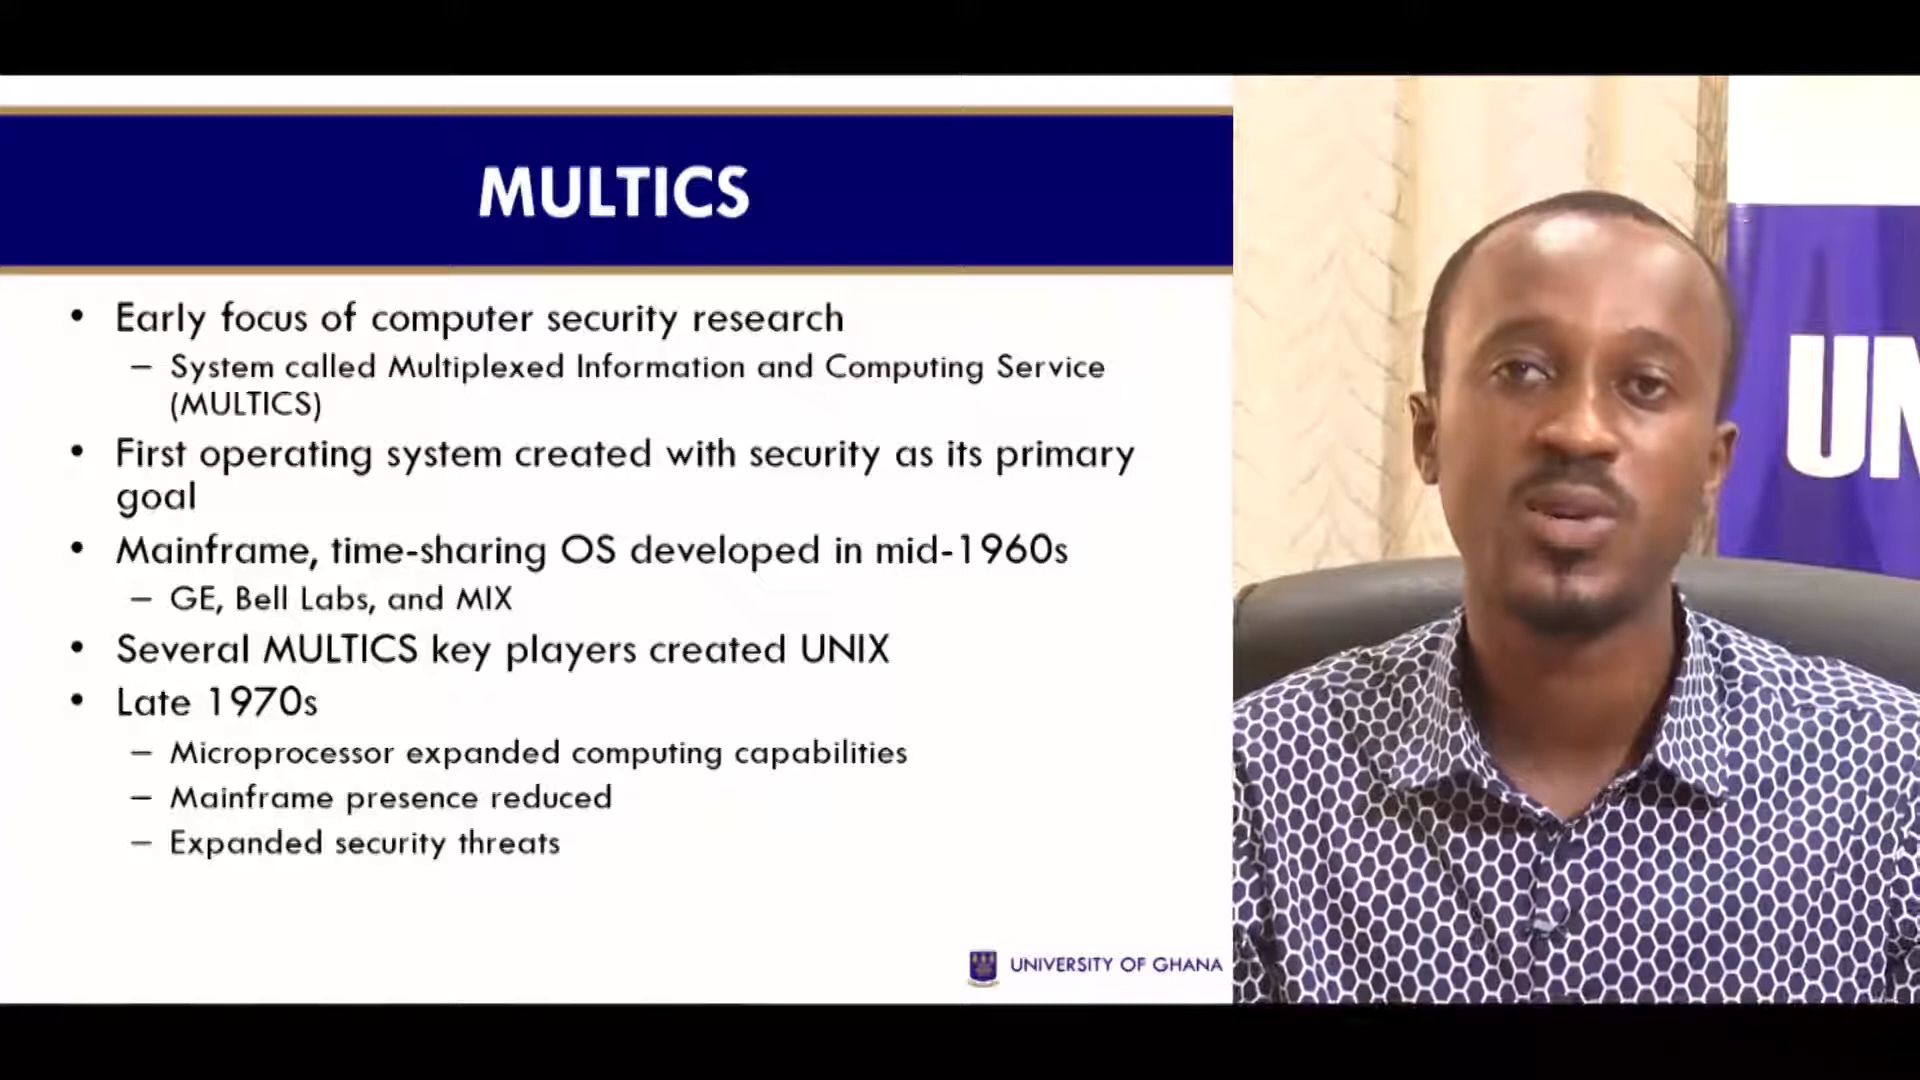 MULTICS
• Early focus of computer security research
– System called Multiplexed Information and Computing Service
(MULTICS)
• First operating system created with security as its primary
goal
• Mainframe, time-sharing OS developed in mid-1960s
– GE, Bell Labs, and MIX
• Several MULTICS key players created UNIX
• Late 1970s
– Microprocessor expanded computing capabilities
– Mainframe presence reduced
– Expanded security threats
UNIVERSITY OF GHANA
UN